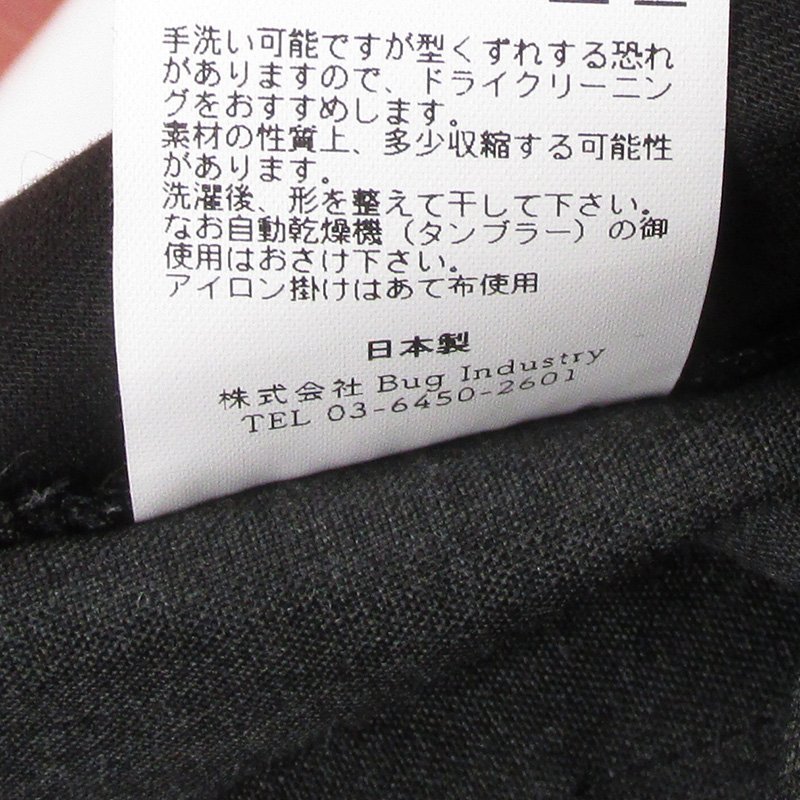 手洗い可能ですが型くずれする恐れ
がありますので、ドライクリーニン
グをおすすめします。
素材の性質上、多少収縮する可能性
があります。
洗濯後、形を整えて干して下さい。
なお自動乾燥機（タンブラー）の御
使用はおさけ下さい。
アイロン掛けはあて布使用
日本製
株式会社 Bug Industry
TEL 03-6450-2601